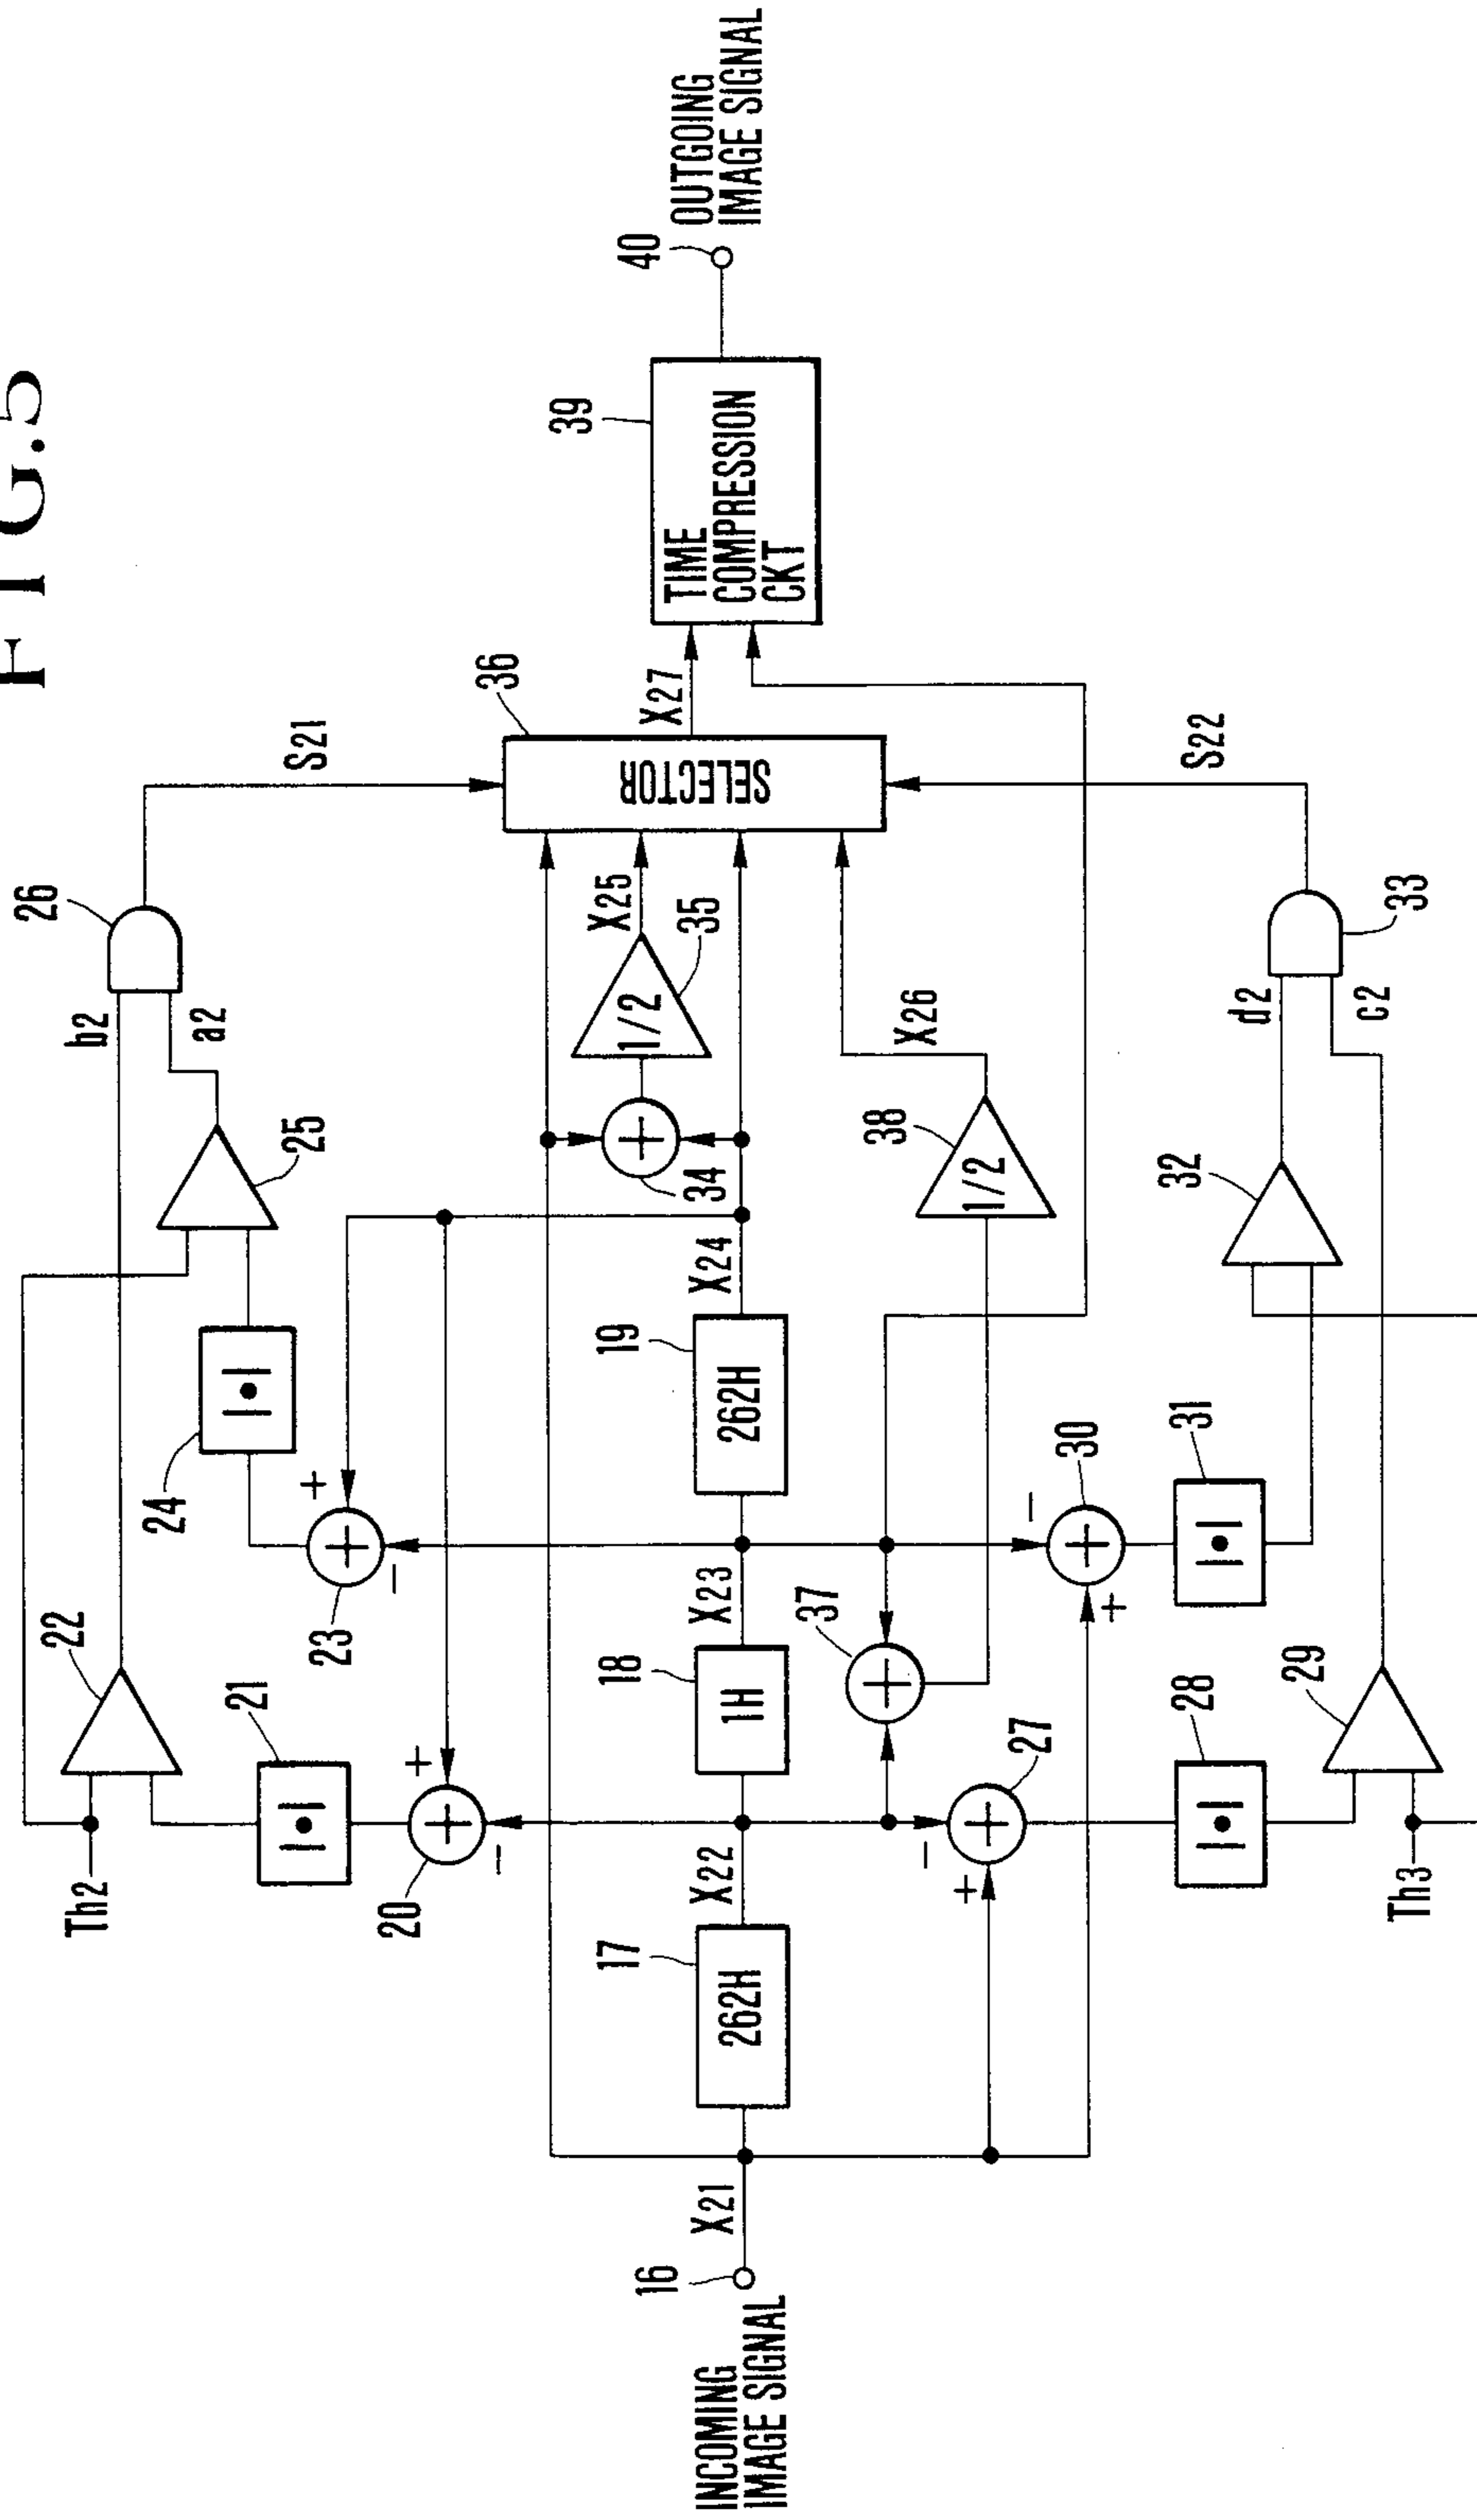 FIG.5
INCOMING
IMAGE SIGNAL
16
X21
17
262H
X22
18
1H
X23
19
262H
X24
Th2
20
+
−
21
|•|
22
23
+
−
24
|•|
25
b2
a2
26
S21
34
+
35
1/2
X25
36
SELECTOR
X27
37
+
38
1/2
X26
27
+
−
28
|•|
29
Th3
30
+
−
31
|•|
32
d2
c2
33
S22
39
TIME
COMPRESSION
CKT
40
OUTGOING
IMAGE SIGNAL